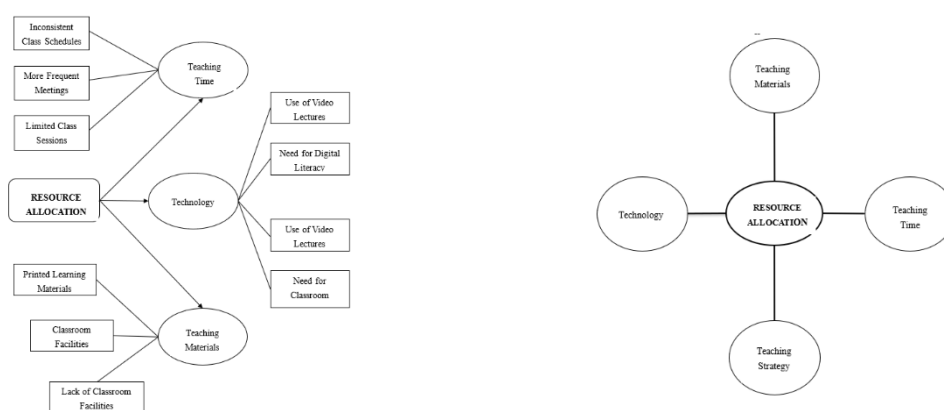 Inconsistent
Class Schedules
More Frequent
Meetings
Limited Class
Sessions
Teaching
Time
RESOURCE
ALLOCATION
Technology
Use of Video
Lectures
Need for Digital
Literacy
Use of Video
Lectures
Need for
Classroom
Printed Learning
Materials
Classroom
Facilities
Lack of Classroom
Facilities
Teaching
Materials
Teaching
Materials
Technology
RESOURCE
ALLOCATION
Teaching
Time
Teaching
Strategy